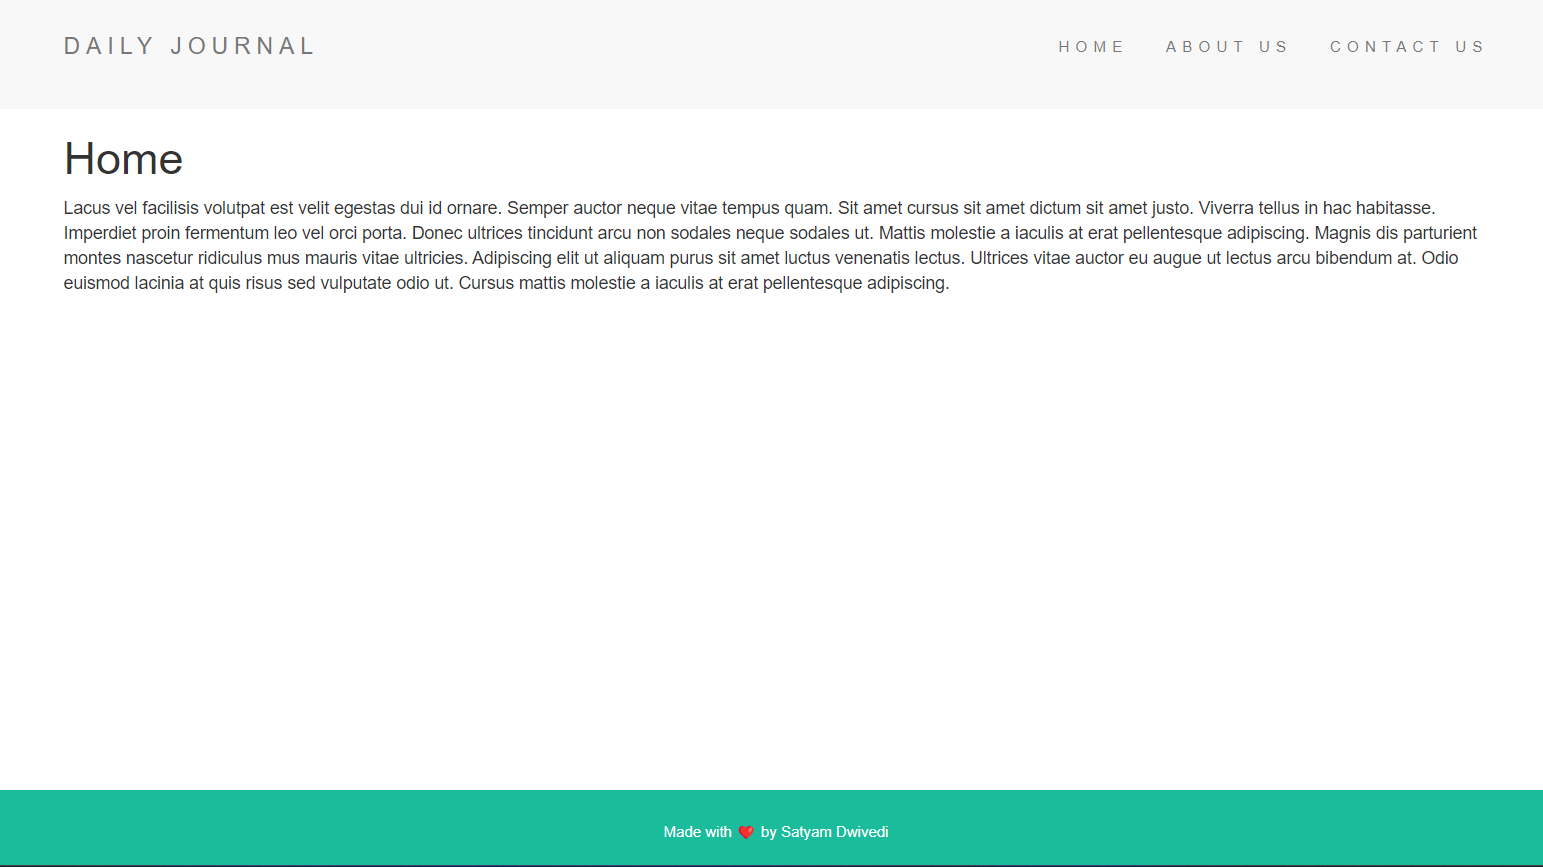 DAILY JOURNAL
HOME ABOUT US CONTACT US
Home
Lacus vel facilisis volutpat est velit egestas dui id ornare. Semper auctor neque vitae tempus quam. Sit amet cursus sit amet dictum sit amet justo. Viverra tellus in hac habitasse.
Imperdiet proin fermentum leo vel orci porta. Donec ultrices tincidunt arcu non sodales neque sodales ut. Mattis molestie a iaculis at erat pellentesque adipiscing. Magnis dis parturient
montes nascetur ridiculus mus mauris vitae ultricies. Adipiscing elit ut aliquam purus sit amet luctus venenatis lectus. Ultrices vitae auctor eu augue ut lectus arcu bibendum at. Odio
euismod lacinia at quis risus sed vulputate odio ut. Cursus mattis molestie a iaculis at erat pellentesque adipiscing.
Made with ❤️ by Satyam Dwivedi